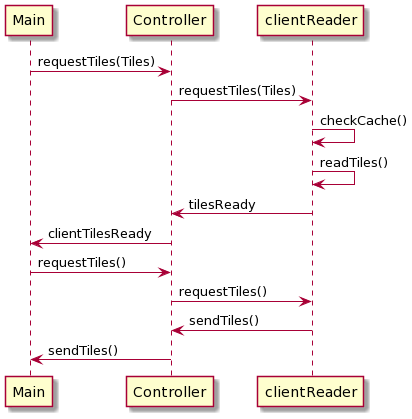 Main
Controller
clientReader
requestTiles(Tiles)
requestTiles(Tiles)
checkCache()
readTiles()
tilesReady
clientTilesReady
requestTiles()
requestTiles()
sendTiles()
sendTiles()
Main
Controller
clientReader